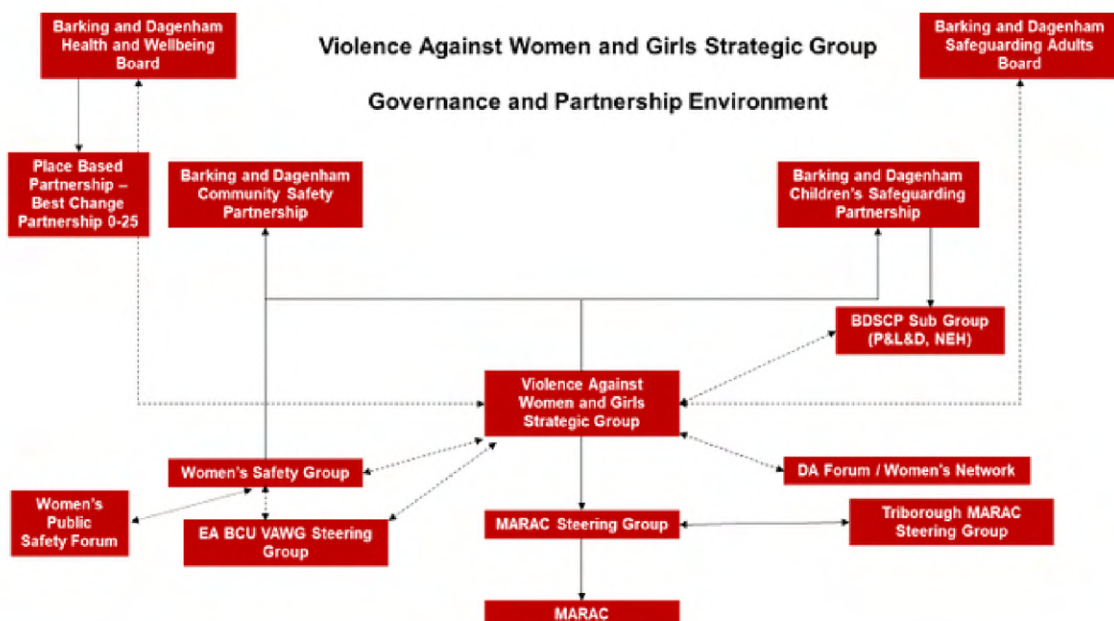 Barking and Dagenham
Health and Wellbeing
Board
Violence Against Women and Girls Strategic Group
Governance and Partnership Environment
Barking and Dagenham
Safeguarding Adults
Board
Place Based
Partnership –
Best Change
Partnership 0-25
Barking and Dagenham
Community Safety
Partnership
Barking and Dagenham
Children's Safeguarding
Partnership
BDSCP Sub Group
(P&L&D, NEH)
Violence Against
Women and Girls
Strategic Group
Women's Safety Group
DA Forum / Women's Network
Women's
Public
Safety Forum
EA BCU VAWG Steering
Group
MARAC Steering Group
Triborough MARAC
Steering Group
MARAC